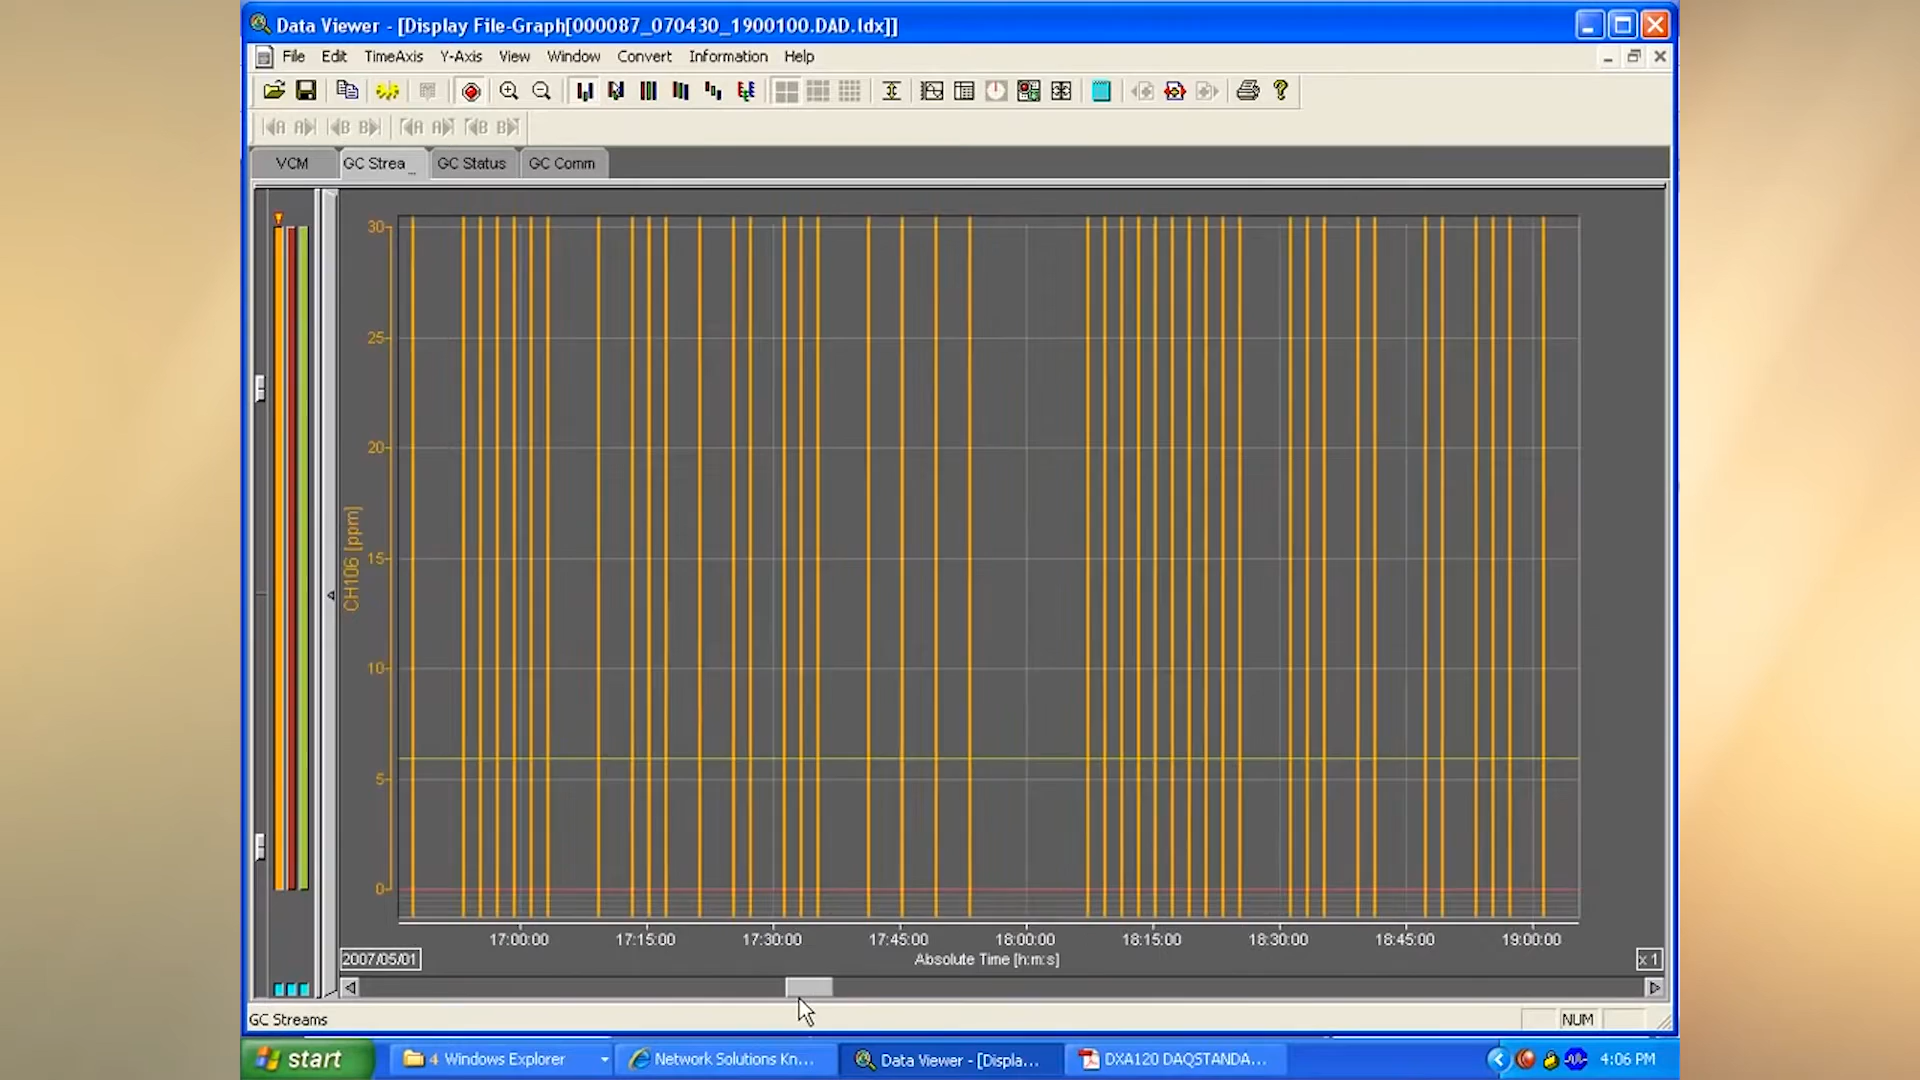 Data Viewer - [Display File-Graph[000087_070430_1900100.DAD.ldx]]
File Edit TimeAxis Y-Axis View Window Convert Information Help
A A B B A A B B
VCM GC Strea... GC Status GC Comm
30
25
20
15
10
5
0
CH106 [ppm]
17:00:00 17:15:00 17:30:00 17:45:00 18:00:00 18:15:00 18:30:00 18:45:00 19:00:00
2007/05/01 Absolute Time [h:m:s] x 1
GC Streams NUM
start 4 Windows Explorer Network Solutions Kn... Data Viewer - [Displa... DXA120 DAQSTANDA... 4:06 PM